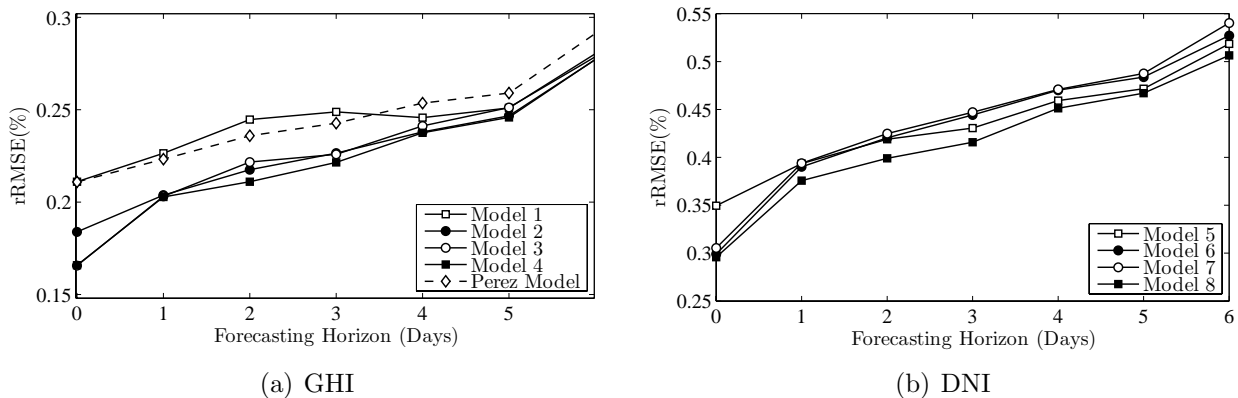 0.3
0.25
0.2
0.15
rRMSE(%)
0 1 2 3 4 5
Forecasting Horizon (Days)
Model 1
Model 2
Model 3
Model 4
Perez Model
(a) GHI
0.55
0.5
0.45
0.4
0.35
0.3
0.25
rRMSE(%)
0 1 2 3 4 5 6
Forecasting Horizon (Days)
Model 5
Model 6
Model 7
Model 8
(b) DNI